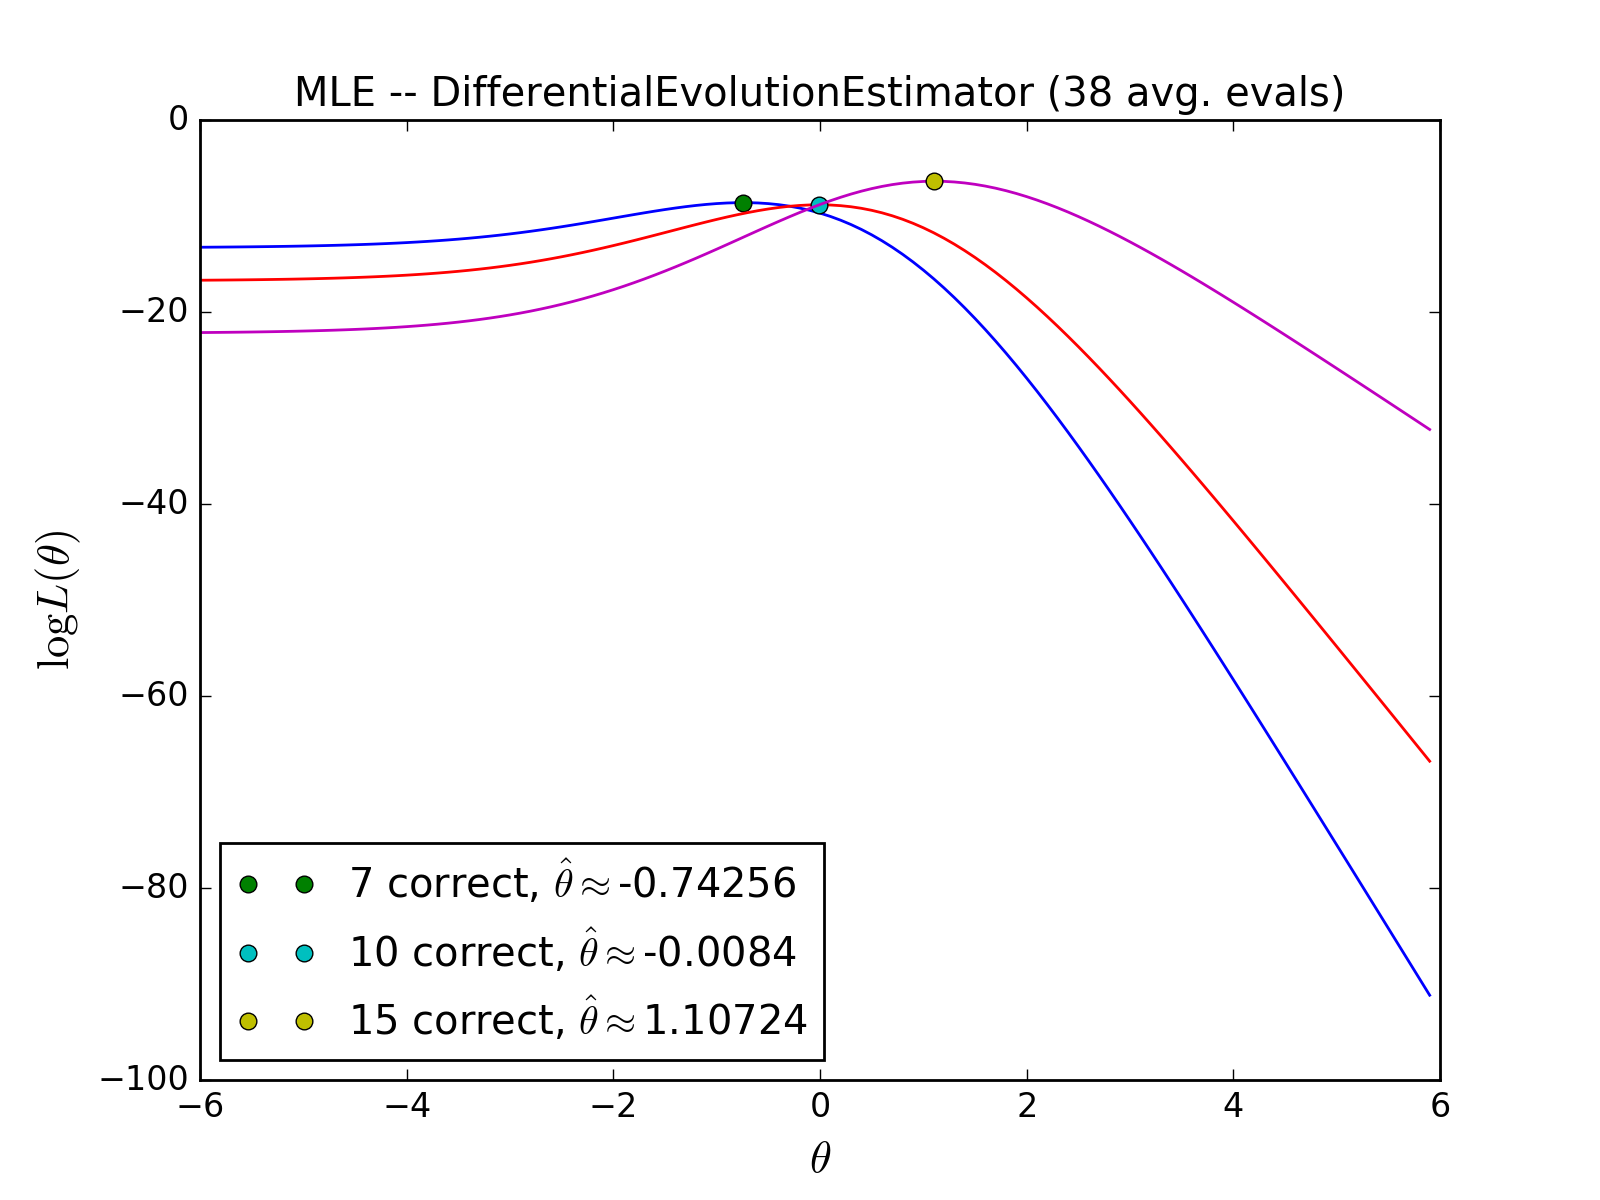 MLE -- DifferentialEvolutionEstimator (38 avg. evals)
0
−20
−40
−60
−80
−100
logL(θ)
7 correct, θ̂ ≈ -0.74256
10 correct, θ̂ ≈ -0.0084
15 correct, θ̂ ≈ 1.10724
−6
−4
−2
0
2
4
6
θ